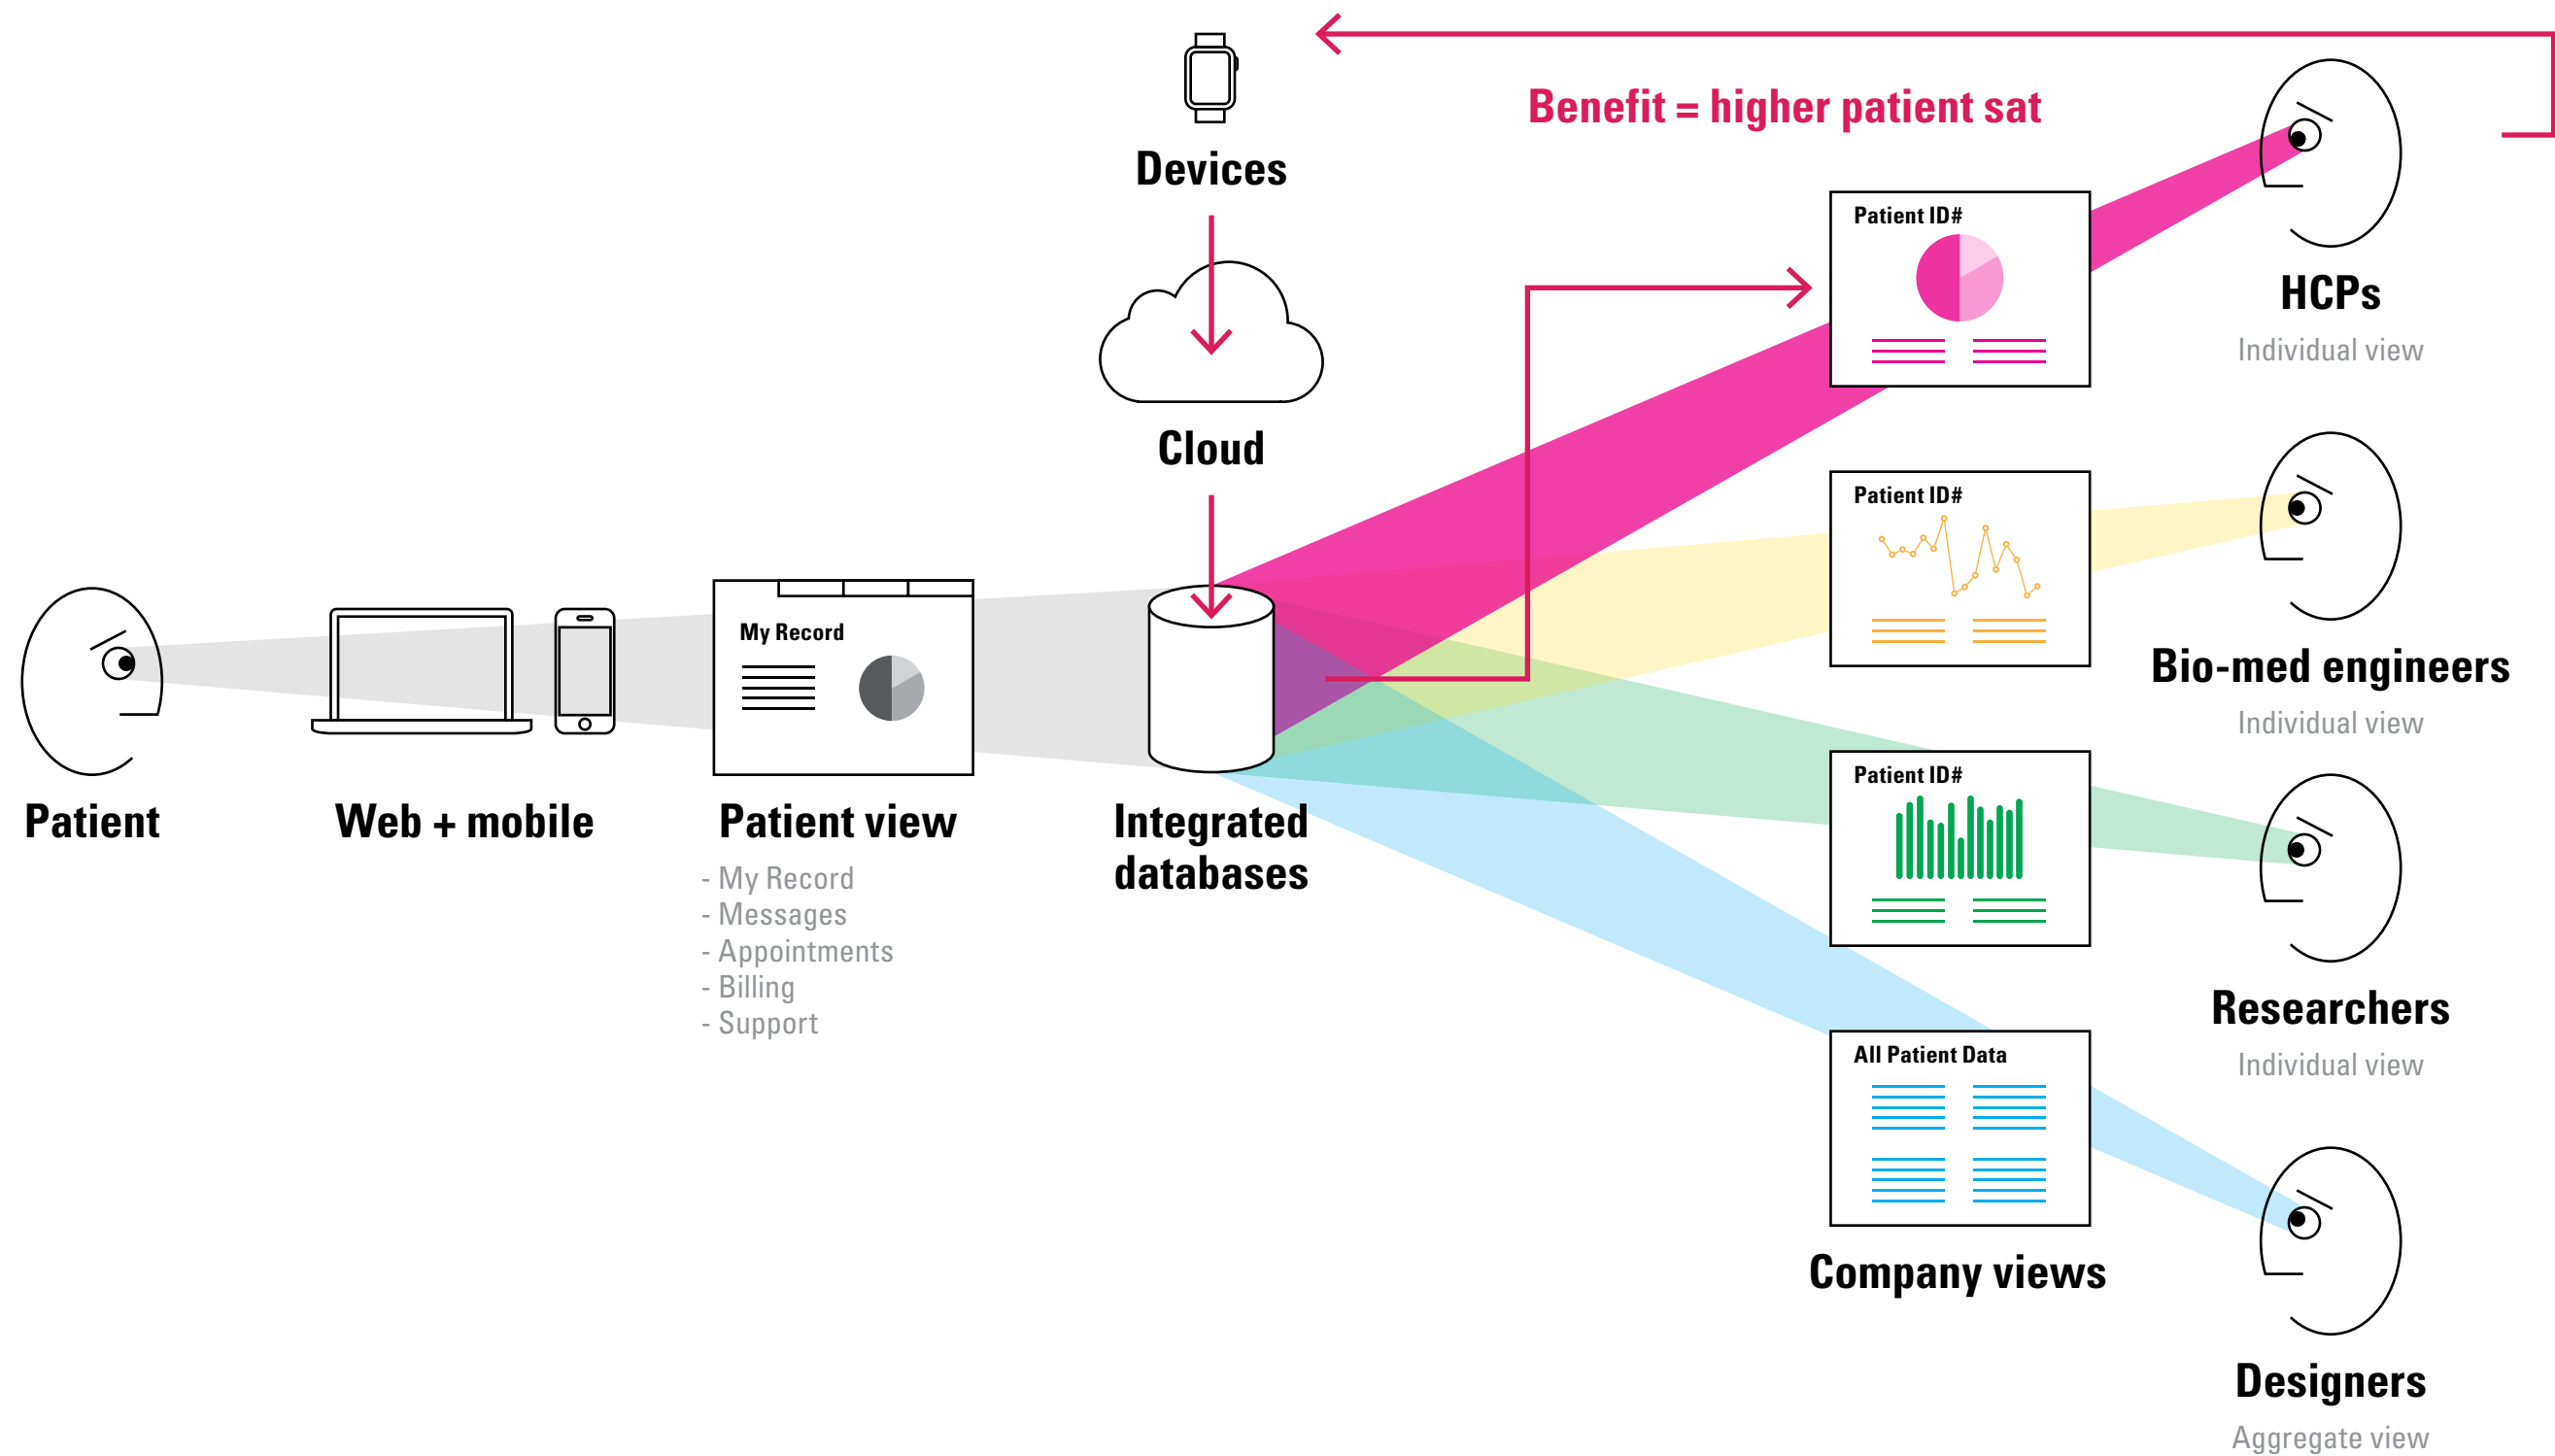 Benefit = higher patient sat
Devices
Patient ID#
HCPs
Individual view
Cloud
Patient ID#
Bio-med engineers
Individual view
My Record
Patient
Web + mobile
Patient view
- My Record
- Messages
- Appointments
- Billing
- Support
Integrated
databases
Patient ID#
Researchers
Individual view
All Patient Data
Company views
Designers
Aggregate view